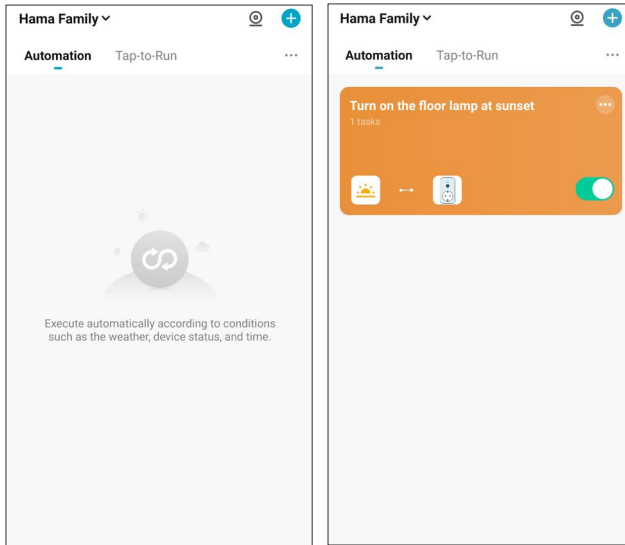 Hama Family
Automation Tap-to-Run
Execute automatically according to conditions
such as the weather, device status, and time.
Hama Family
Automation Tap-to-Run
Turn on the floor lamp at sunset
1 tasks